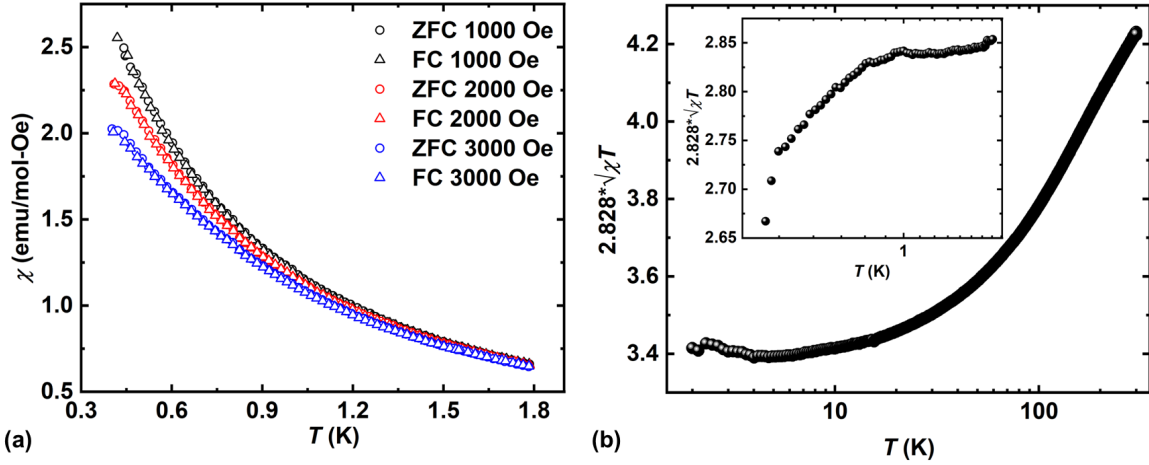 2.5
2.0
1.5
1.0
0.5
0.3
0.6
0.9
1.2
1.5
1.8
χ (emu/mol-Oe)
T (K)
ZFC 1000 Oe
FC 1000 Oe
ZFC 2000 Oe
FC 2000 Oe
ZFC 3000 Oe
FC 3000 Oe
(a)
4.2
4.0
3.8
3.6
3.4
10
100
2.828*√χT
T (K)
2.85
2.80
2.75
2.70
2.65
1
2.828*√χT
T (K)
(b)